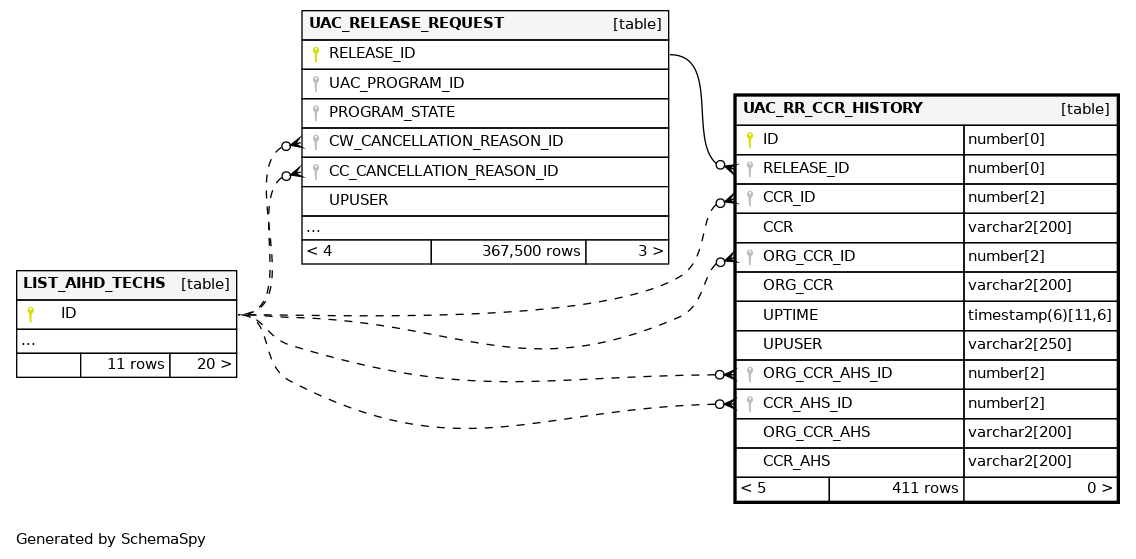 UAC_RELEASE_REQUEST [table]
RELEASE_ID
UAC_PROGRAM_ID
PROGRAM_STATE
CW_CANCELLATION_REASON_ID
CC_CANCELLATION_REASON_ID
UPUSER
...
< 4 367,500 rows 3 >
LIST_AIHD_TECHS [table]
ID
...
11 rows 20 >
UAC_RR_CCR_HISTORY [table]
ID number[0]
RELEASE_ID number[0]
CCR_ID number[2]
CCR varchar2[200]
ORG_CCR_ID number[2]
ORG_CCR varchar2[200]
UPTIME timestamp(6)[11,6]
UPUSER varchar2[250]
ORG_CCR_AHS_ID number[2]
CCR_AHS_ID number[2]
ORG_CCR_AHS varchar2[200]
CCR_AHS varchar2[200]
< 5 411 rows 0 >
Generated by SchemaSpy